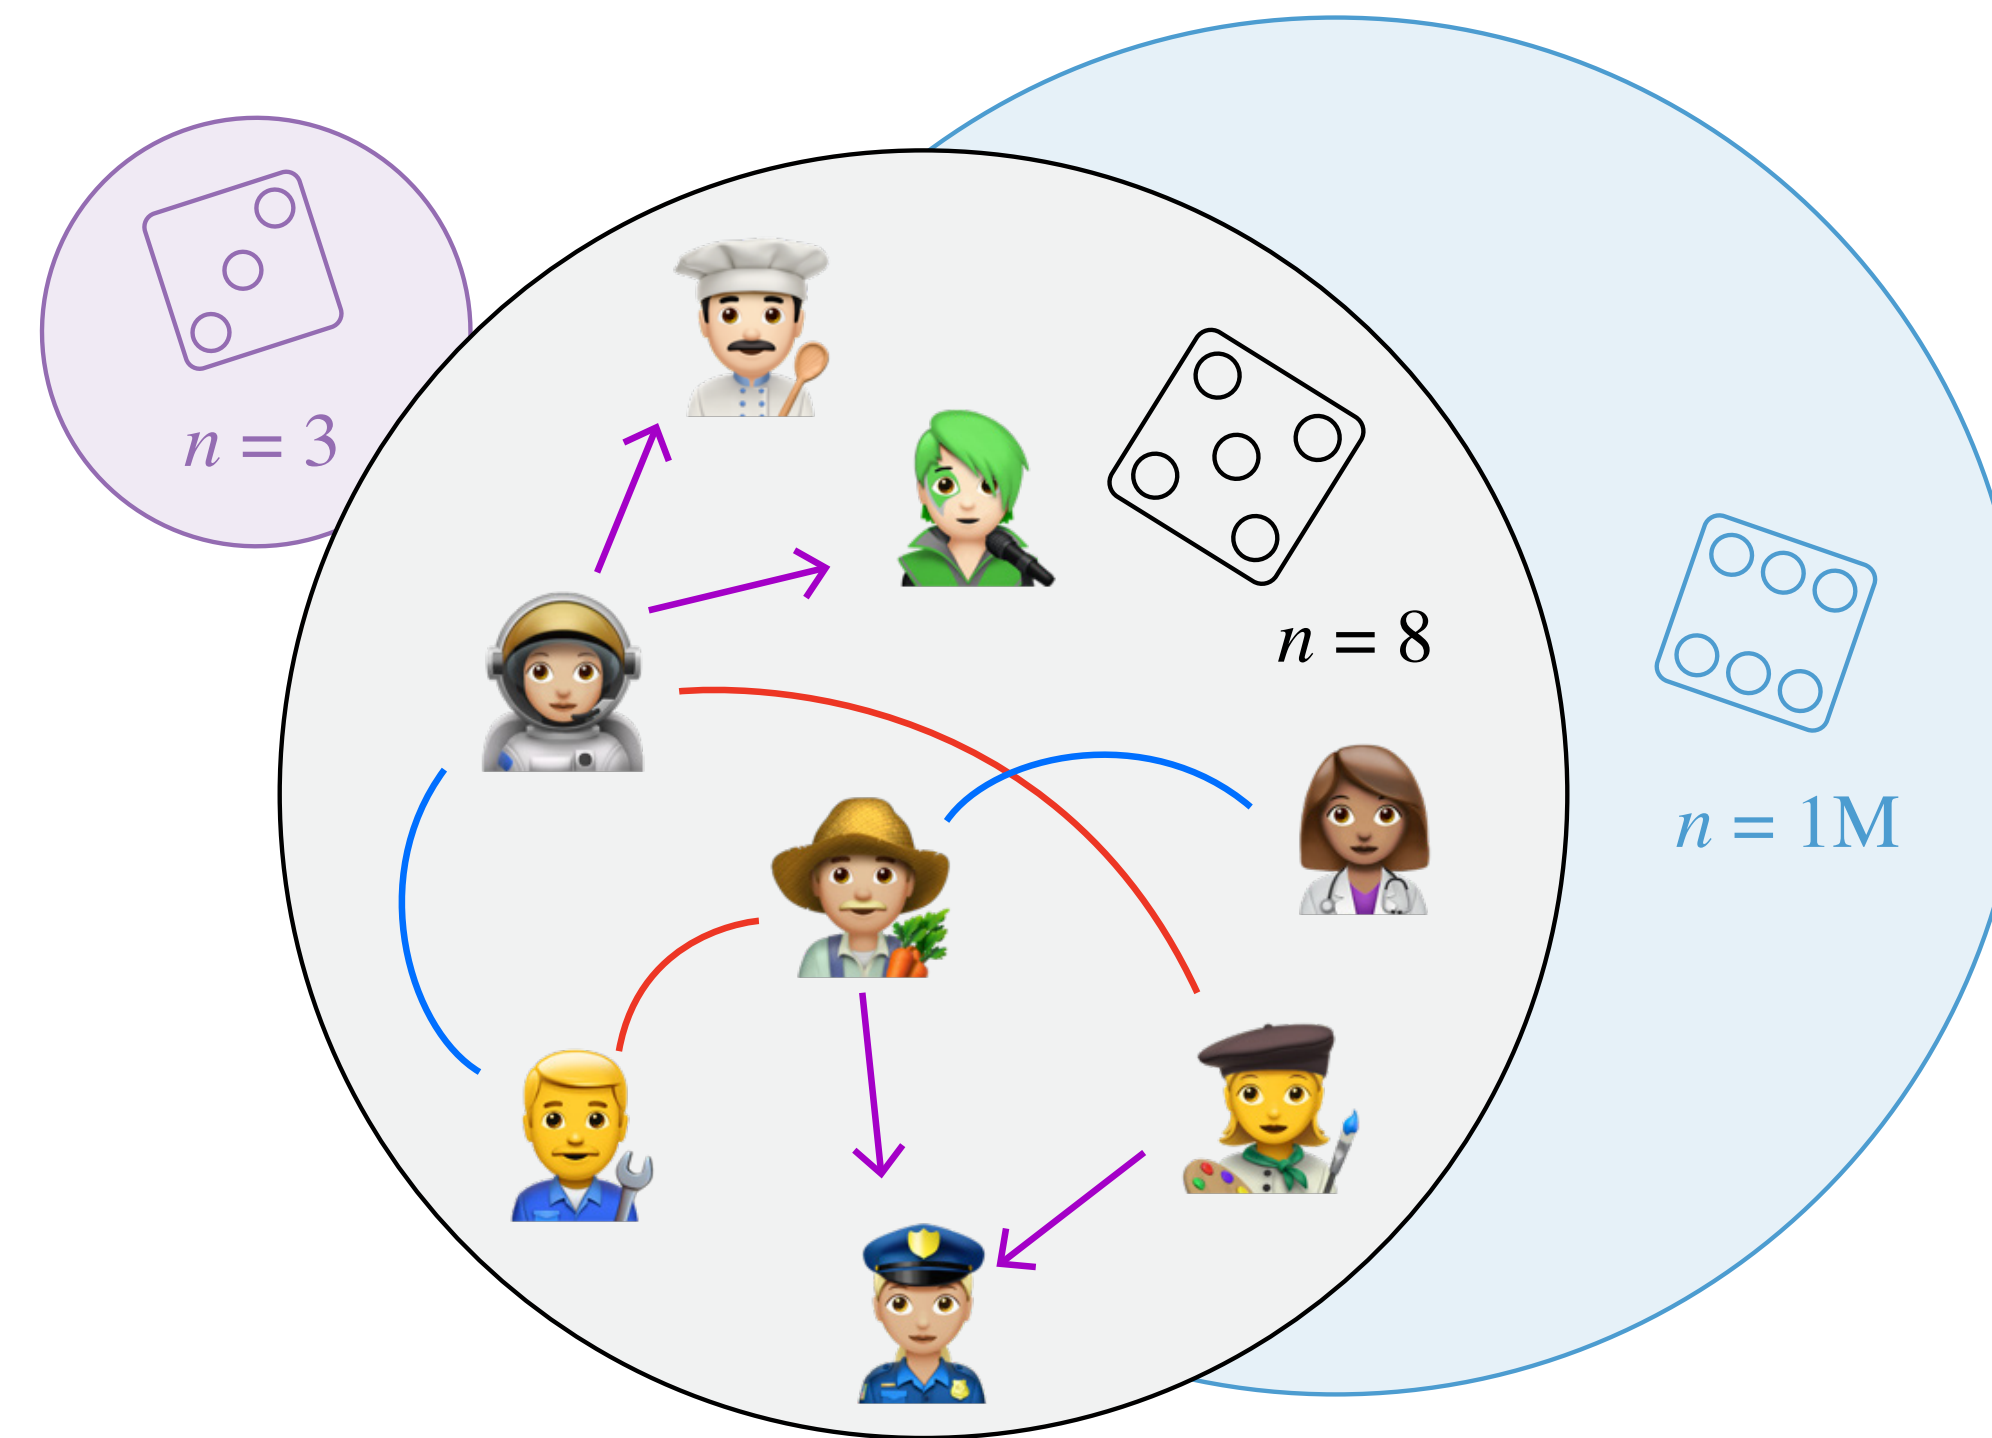 n = 3
n = 8
n = 1M